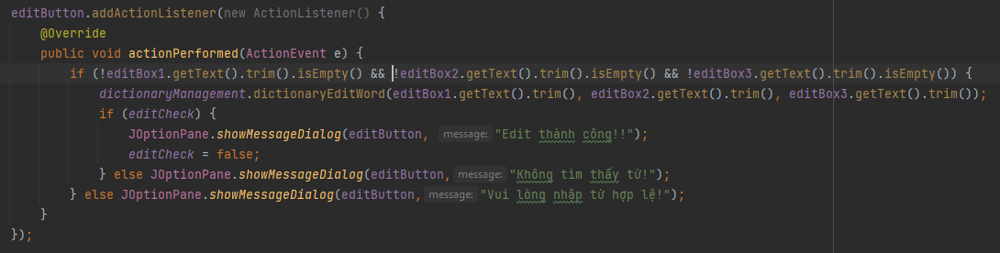 editButton.addActionListener(new ActionListener() {
@Override
public void actionPerformed(ActionEvent e) {
if (!editBox1.getText().trim().isEmpty() && !editBox2.getText().trim().isEmpty() && !editBox3.getText().trim().isEmpty()) {
dictionaryManagement.dictionaryEditWord(editBox1.getText().trim(), editBox2.getText().trim(), editBox3.getText().trim());
if (editCheck) {
JOptionPane.showMessageDialog(editButton, message: "Edit thành công!!");
editCheck = false;
} else JOptionPane.showMessageDialog(editButton, message: "Không tìm thấy từ!");
} else JOptionPane.showMessageDialog(editButton, message: "Vui lòng nhập từ hợp lệ!");
}
});